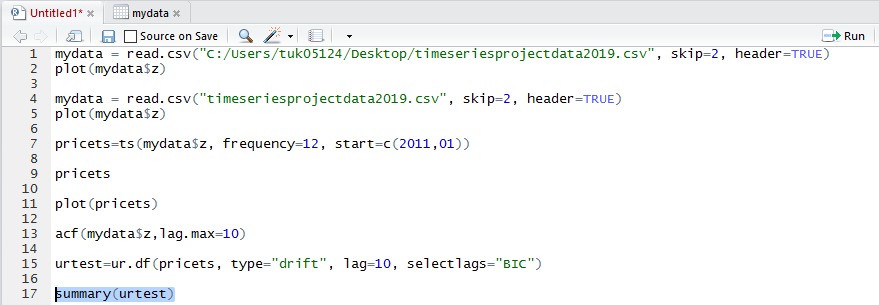 Untitled1* mydata
Source on Save Run
1 mydata = read.csv("C:/Users/tuk05124/Desktop/timeseriesprojectdata2019.csv", skip=2, header=TRUE)
2 plot(mydata$z)
3
4 mydata = read.csv("timeseriesprojectdata2019.csv", skip=2, header=TRUE)
5 plot(mydata$z)
6
7 pricets=ts(mydata$z, frequency=12, start=c(2011,01))
8
9 pricets
10
11 plot(pricets)
12
13 acf(mydata$z,lag.max=10)
14
15 urtest=ur.df(pricets, type="drift", lag=10, selectlags="BIC")
16
17 summary(urtest)